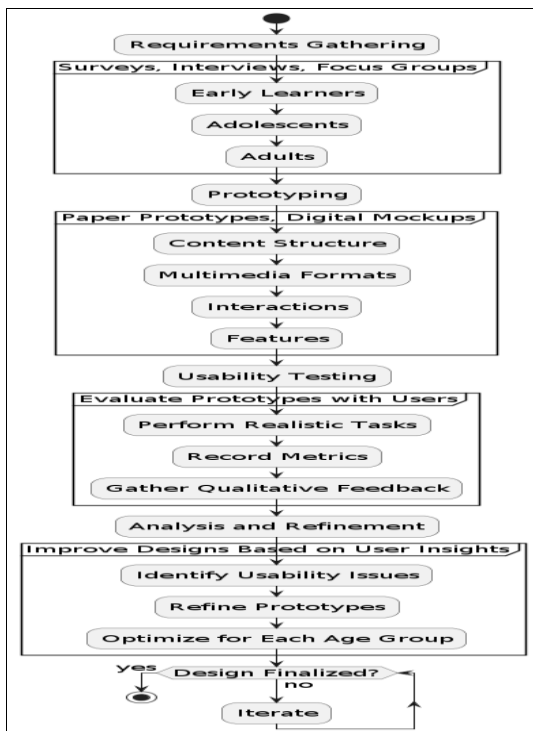 Requirements Gathering
Surveys, Interviews, Focus Groups
Early Learners
Adolescents
Adults
Prototyping
Paper Prototypes, Digital Mockups
Content Structure
Multimedia Formats
Interactions
Features
Usability Testing
Evaluate Prototypes with Users
Perform Realistic Tasks
Record Metrics
Gather Qualitative Feedback
Analysis and Refinement
Improve Designs Based on User Insights
Identify Usability Issues
Refine Prototypes
Optimize for Each Age Group
yes
Design Finalized?
no
Iterate